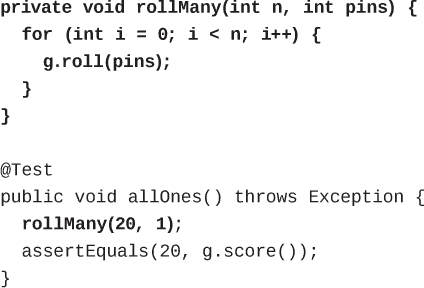 private void rollMany(int n, int pins) {
  for (int i = 0; i < n; i++) {
    g.roll(pins);
  }
}

@Test
public void allOnes() throws Exception {
  rollMany(20, 1);
  assertEquals(20, g.score());
}